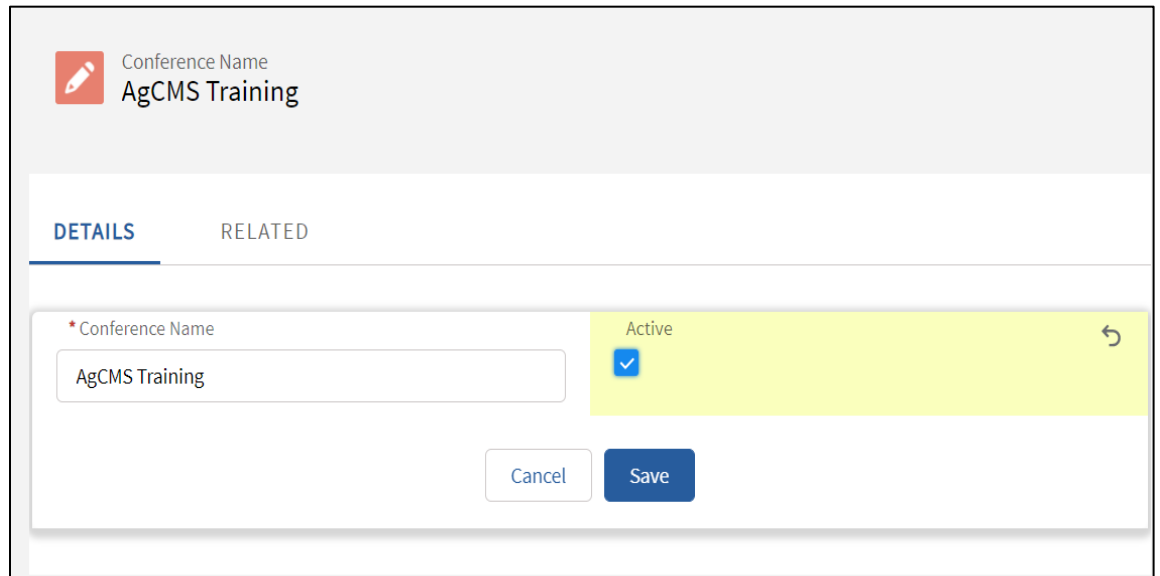 Conference Name
AgCMS Training
DETAILS RELATED
* Conference Name
Active
AgCMS Training
Cancel Save